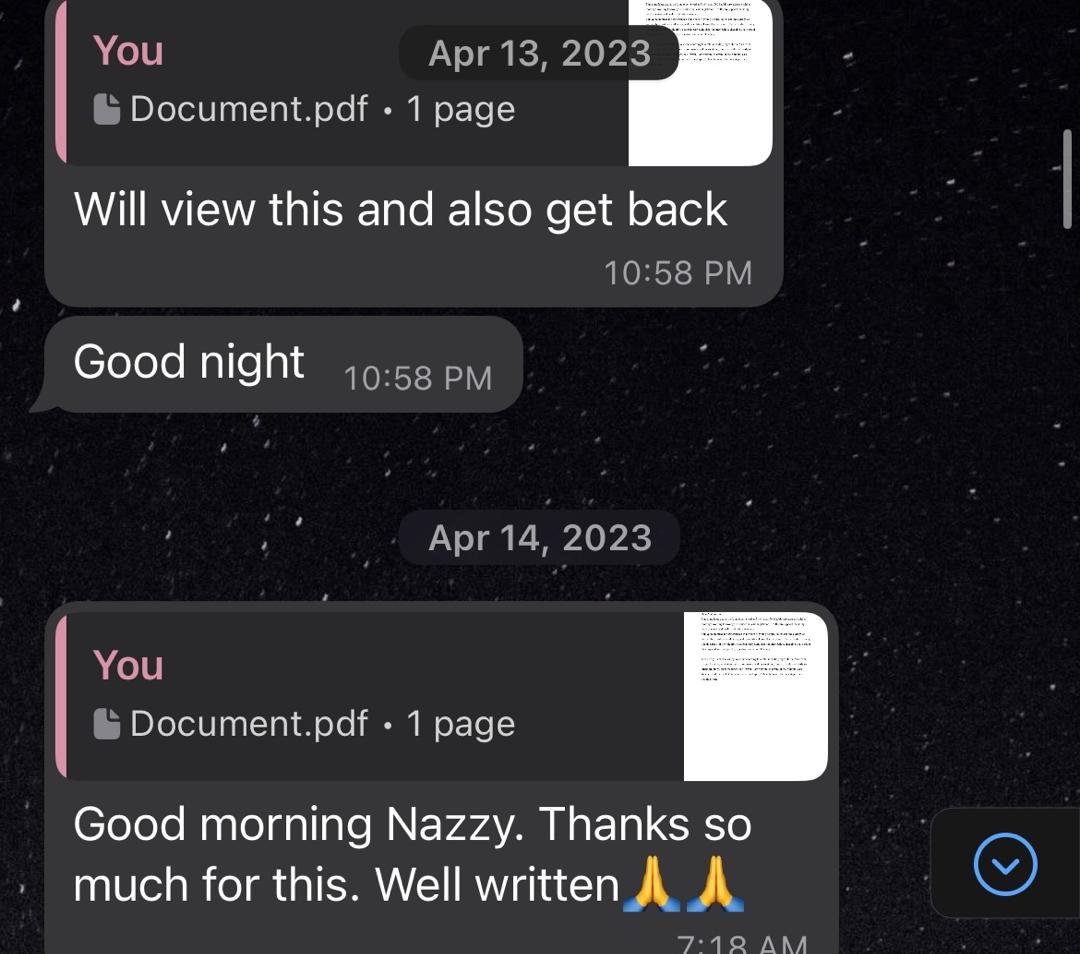 You
Apr 13, 2023
Document.pdf • 1 page
Will view this and also get back
10:58 PM
Good night 10:58 PM
Apr 14, 2023
You
Document.pdf • 1 page
Good morning Nazzy. Thanks so
much for this. Well written🙏🙏
7:18 AM